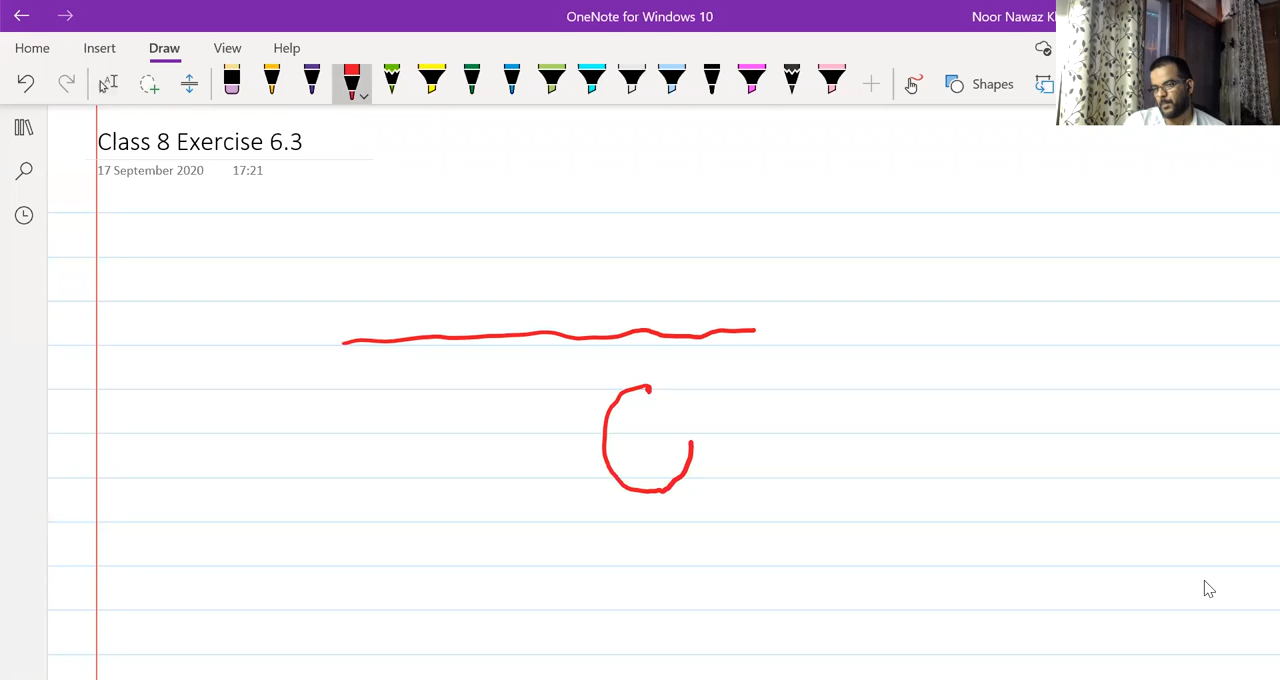 OneNote for Windows 10
Noor Nawaz
Home Insert Draw View Help
Shapes
Class 8 Exercise 6.3
17 September 2020 17:21